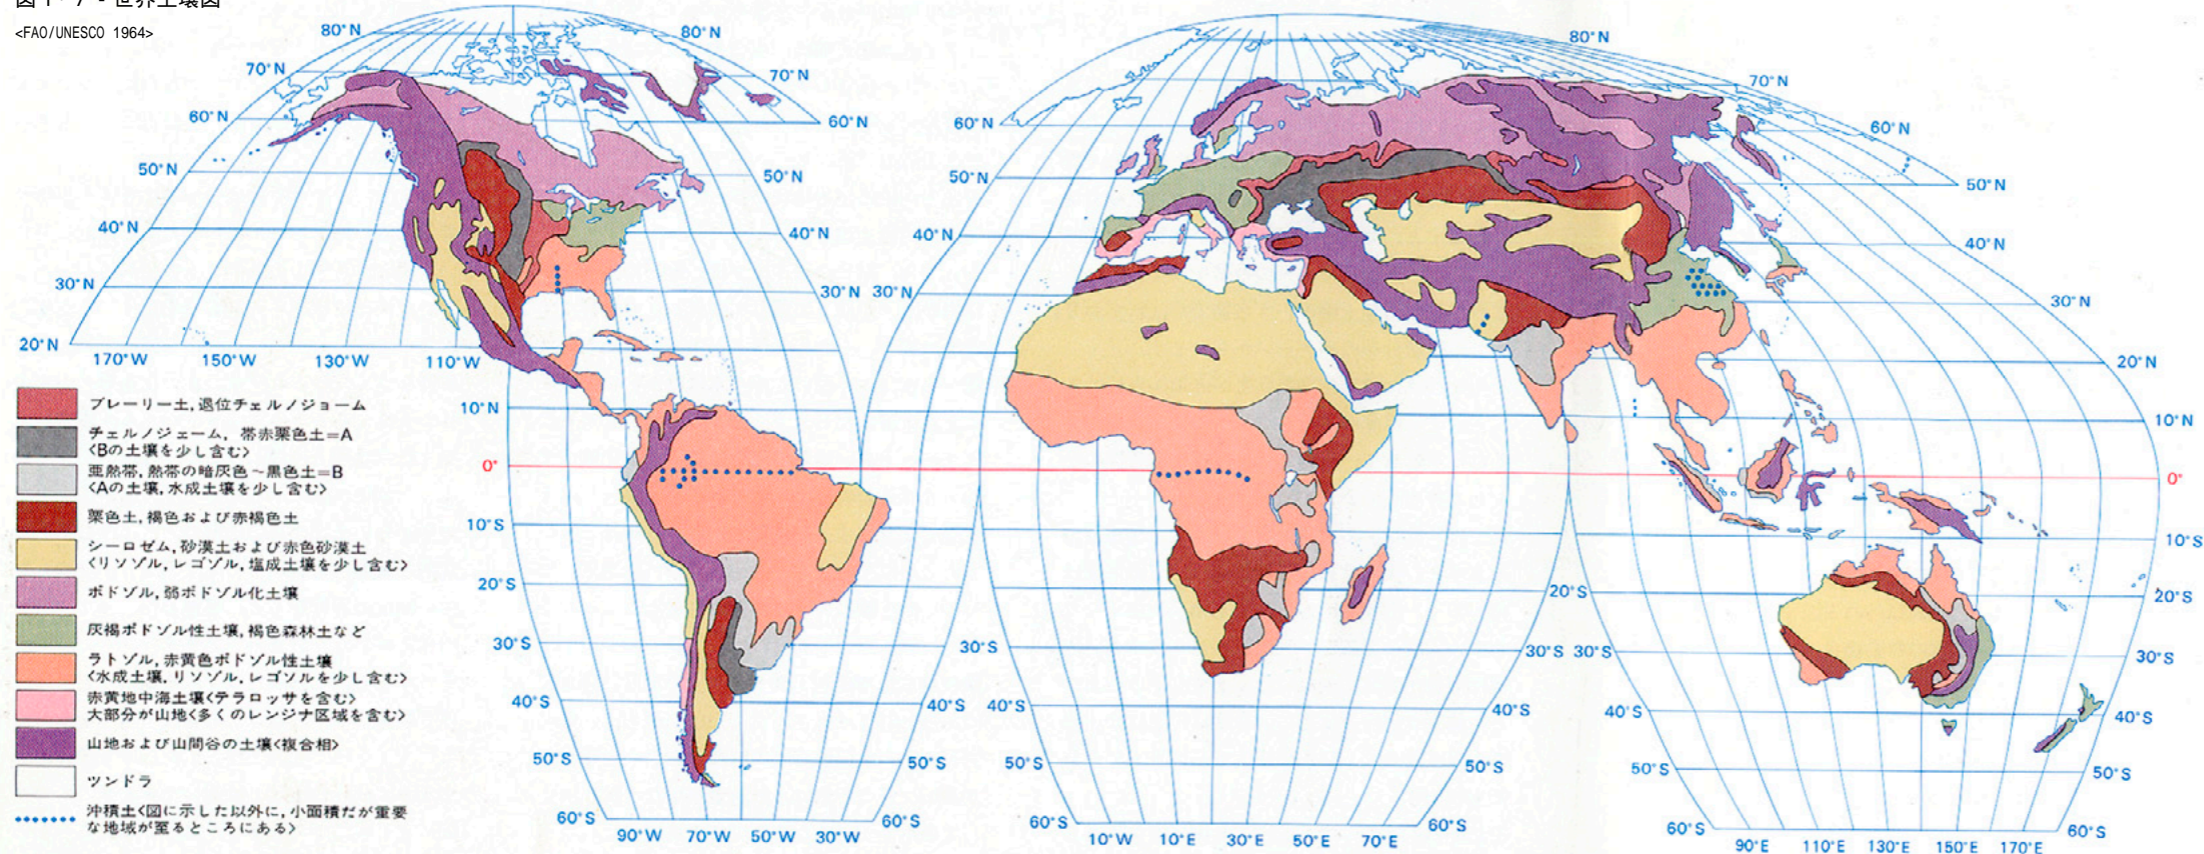 図 1・7 - 世界土壌図
<FAO/UNESCO 1964>
80°N
80°N
80°N
70°N
70°N
70°N
60°N
60°N
60°N
60°N
50°N
50°N
50°N
50°N
40°N
40°N
40°N
40°N
30°N
30°N 30°N
30°N
20°N
20°N
170°W 150°W 130°W 110°W
10°N
10°N
0°
0°
10°S
10°S
20°S
20°S
20°S
30°S
30°S
30°S 30°S
30°S
40°S
40°S 40°S
40°S
40°S
40°S
50°S
50°S 50°S
50°S
50°S
50°S
60°S
60°S
60°S
60°S
60°S
60°S
90°W 70°W 50°W 30°W
10°W 10°E 30°E 50°E 70°E
90°E 110°E 130°E 150°E 170°E
プレーリー土,退位チェルノジョーム
チェルノジェーム, 帯赤栗色土=A
<Bの土壌を少し含む>
亜熱帯,熱帯の暗灰色~黒色土=B
<Aの土壌,水成土壌を少し含む>
栗色土,褐色および赤褐色土
シーロゼム,砂漠土および赤色砂漠土
<リソゾル,レゴゾル,塩成土壌を少し含む>
ポドゾル,弱ポドゾル化土壌
灰褐ポドゾル性土壌,褐色森林土など
ラトゾル,赤黄色ポドゾル性土壌
<水成土壌,リソゾル,レゴソルを少し含む>
赤黄地中海土壌<テラロッサを含む>
大部分が山地<多くのレンジナ区域を含む>
山地および山間谷の土壌<複合相>
ツンドラ
沖積土<図に示した以外に,小面積だが重要
な地域が至るところにある>